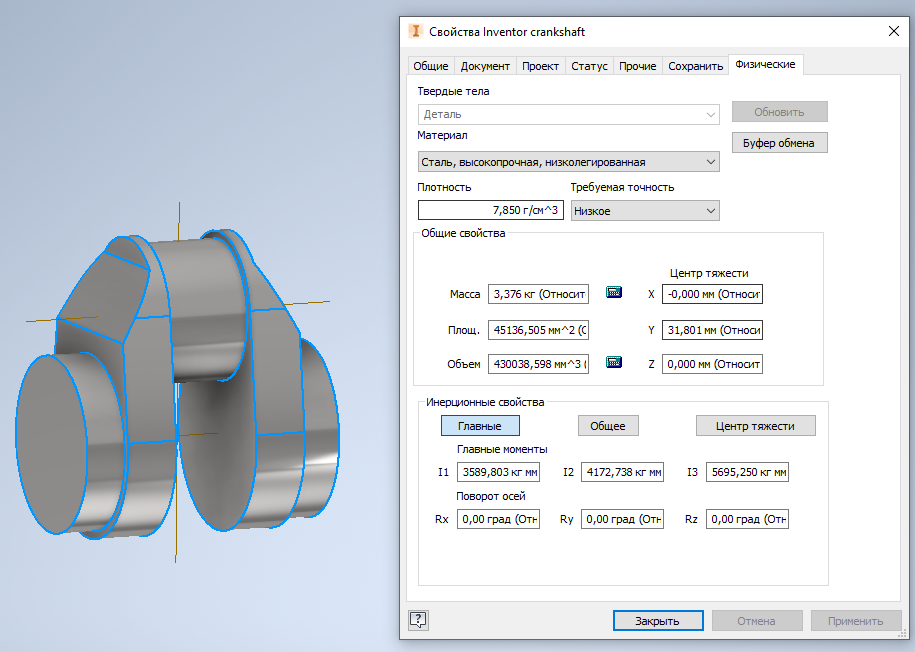 Свойства Inventor crankshaft
Общие Документ Проект Статус Прочие Сохранить Физические
Твердые тела
Деталь
Обновить
Материал
Буфер обмена
Сталь, высокопрочная, низколегированная
Плотность Требуемая точность
7,850 г/см^3 Низкое
Общие свойства
Центр тяжести
Масса 3,376 кг (Относит X -0,000 мм (Относи
Площ. 45136,505 мм^2 (О Y 31,801 мм (Относи
Объем 430038,598 мм^3 ( Z 0,000 мм (Относит
Инерционные свойства
Главные Общее Центр тяжести
Главные моменты
I1 3589,803 кг мм I2 4172,738 кг мм I3 5695,250 кг мм
Поворот осей
Rx 0,00 град (Отн Ry 0,00 град (Отн Rz 0,00 град (Отн
Закрыть Отмена Применить